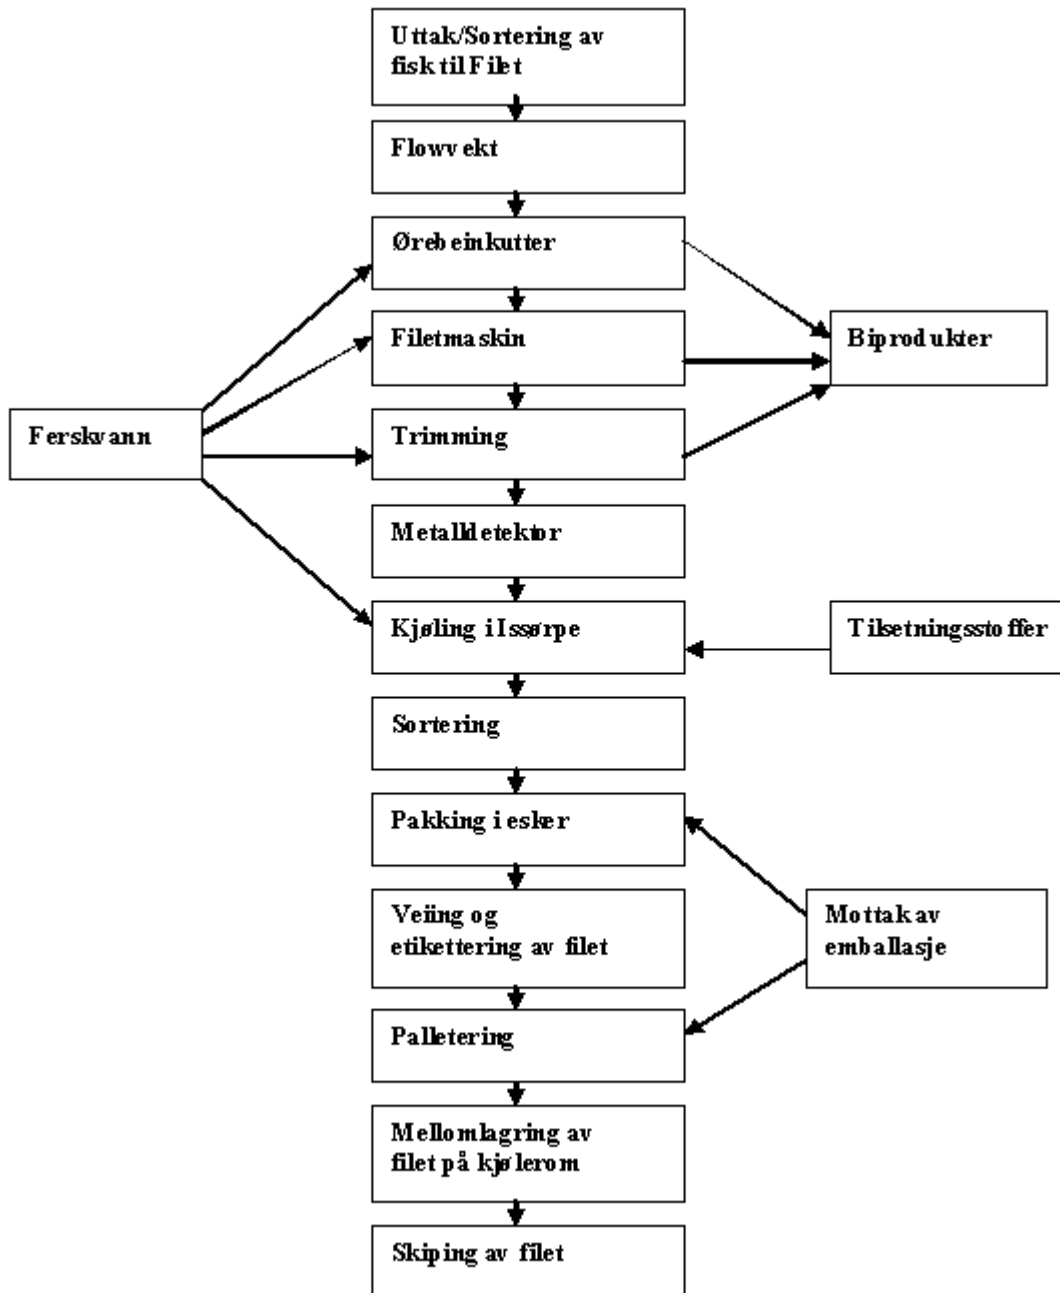 Uttak/Sortering av
fisk til Filet
Flowvekt
Ørebeinkutter
Filetmaskin
Biprodukter
Ferskvann
Trimming
Metalldetektor
Kjøling i Issørpe
Tilsetningsstoffer
Sortering
Pakking i esker
Veiing og
etikettering av filet
Mottak av
emballasje
Palletering
Mellomlagring av
filet på kjølerom
Skiping av filet